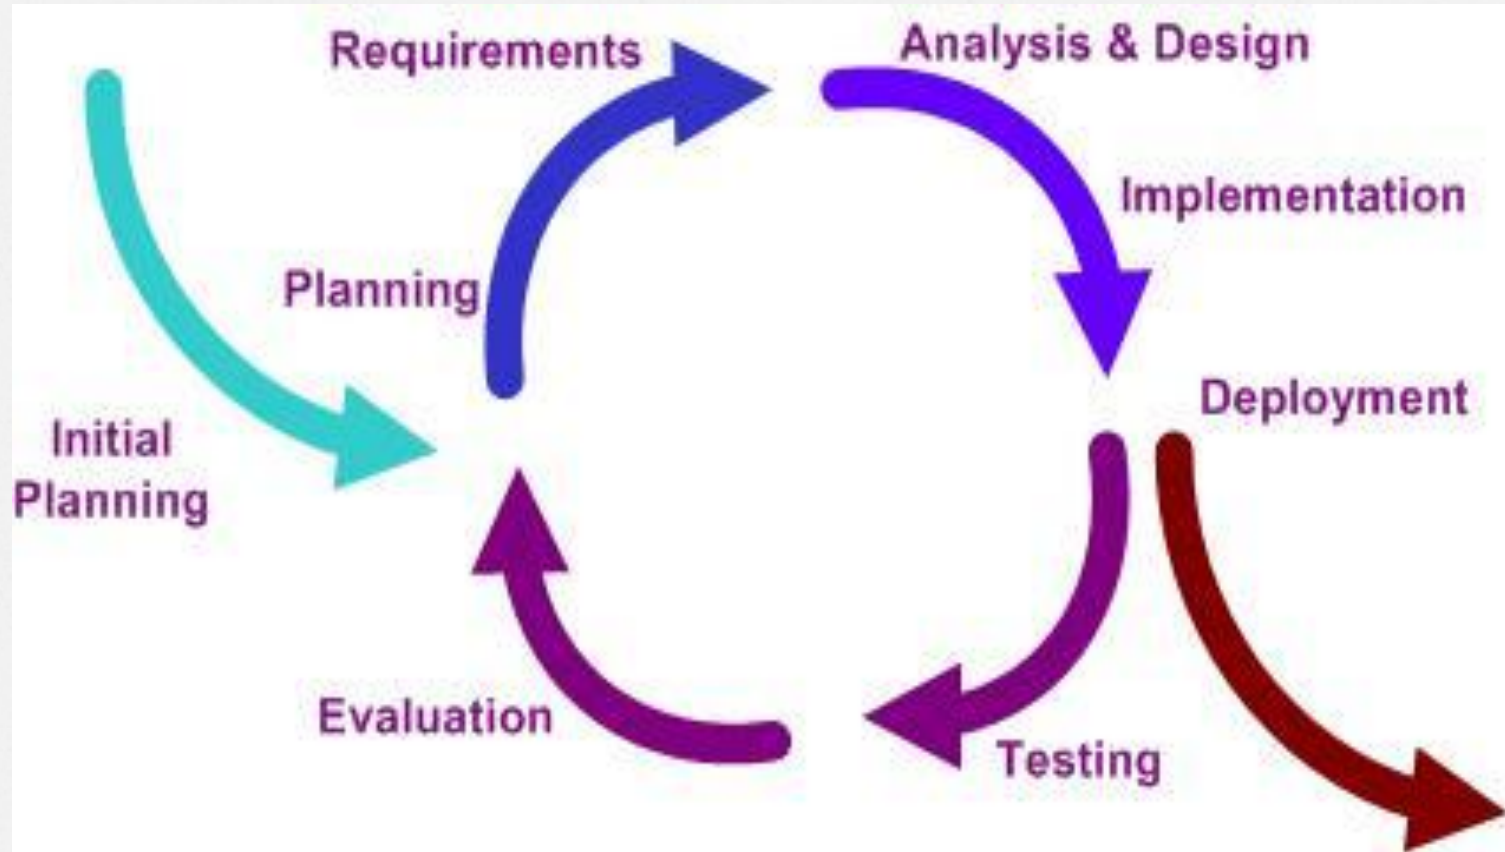 Requirements
Analysis & Design
Implementation
Planning
Deployment
Initial
Planning
Evaluation
Testing